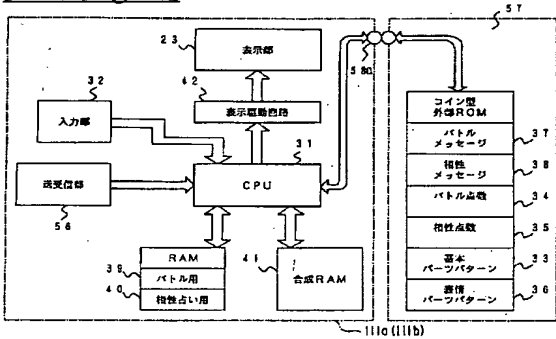 57
23
表示部
42
表示駆動回路
580
32
入力部
31
CPU
送受信部
56
RAM
39
バトル用
40
相性占い用
41
合成RAM
コイン型
外部ROM
バトル
メッセージ
37
相性
メッセージ
38
バトル点数
34
相性点数
35
基本
パーツパターン
33
表情
パーツパターン
36
111a(111b)